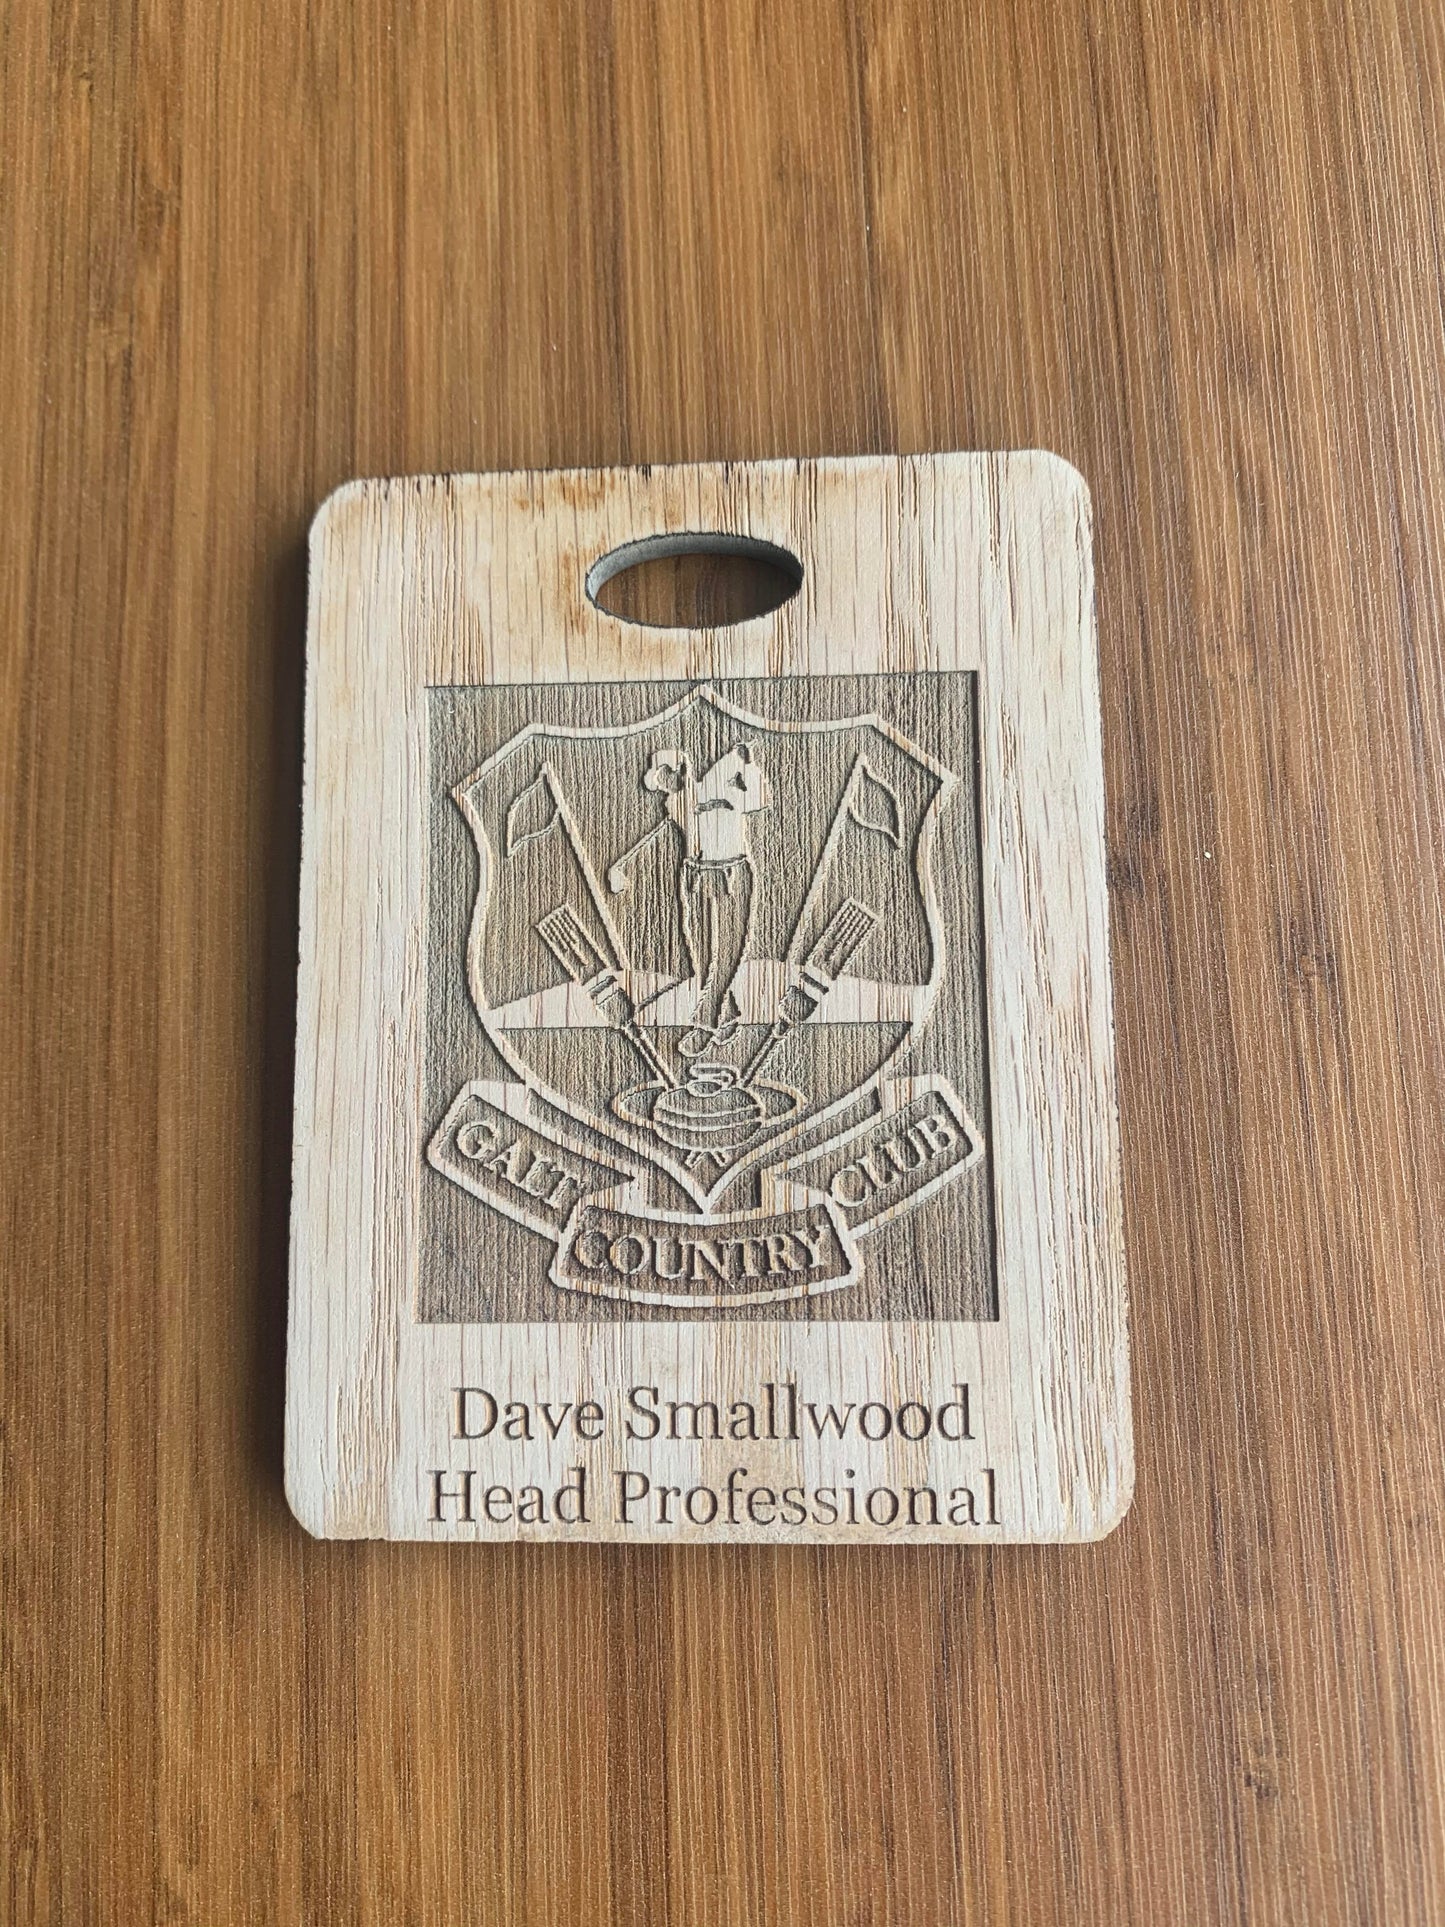 GALT COUNTRY CLUB
Dave Smallwood
Head Professional